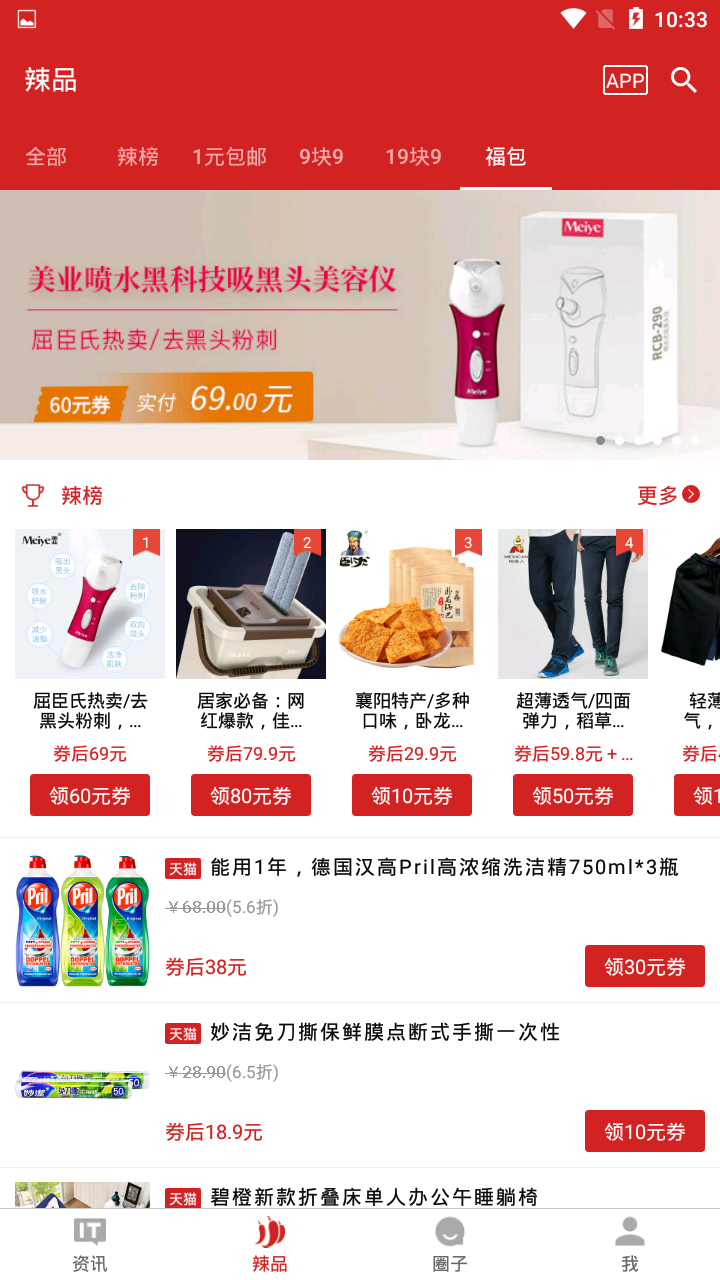 10:33
辣品
APP
全部 辣榜 1元包邮 9块9 19块9 福包
Meiye
美业喷水黑科技吸黑头美容仪
屈臣氏热卖/去黑头粉刺
60元券 实付 69.00 元
RCB-290
Meiye
辣榜 更多
Meiye
1 2 3 4
吸出黑头
喷水护肤
去除粉刺
减少油脂
双向吸头
洁净肌肤
屈臣氏热卖/去黑头粉刺，...
券后69元
领60元券
居家必备：网红爆款，佳...
券后79.9元
领80元券
襄阳特产/多种口味，卧龙...
券后29.9元
领10元券
超薄透气/四面弹力，稻草...
券后59.8元 + ...
领50元券
轻薄
气，
券后
领1
Pril Pril Pril
天猫 能用1年，德国汉高Pril高浓缩洗洁精750ml*3瓶
￥68.00(5.6折)
券后38元 领30元券
天猫 妙洁免刀撕保鲜膜点断式手撕一次性
￥28.90(6.5折)
券后18.9元 领10元券
天猫 碧橙新款折叠床单人办公午睡躺椅
IT
资讯 辣品 圈子 我